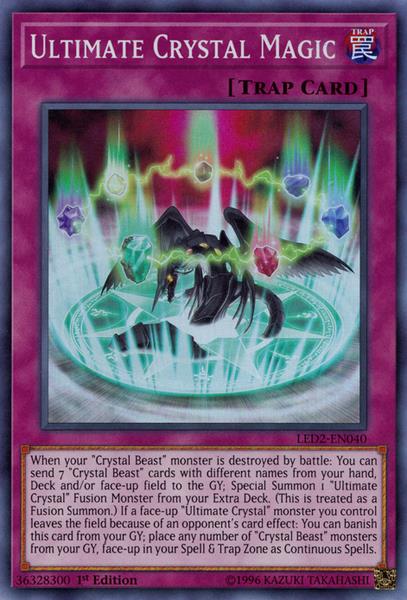 ULTIMATE CRYSTAL MAGIC
TRAP
罠
[TRAP CARD]
LED2-EN040
When your "Crystal Beast" monster is destroyed by battle: You can
send 7 "Crystal Beast" cards with different names from your hand,
Deck and/or face-up field to the GY; Special Summon 1 "Ultimate
Crystal" Fusion Monster from your Extra Deck. (This is treated as a
Fusion Summon.) If a face-up "Ultimate Crystal" monster you control
leaves the field because of an opponent's card effect: You can banish
this card from your GY; place any number of "Crystal Beast" monsters
from your GY, face-up in your Spell & Trap Zone as Continuous Spells.
36328300 1st Edition ©1996 KAZUKI TAKAHASHI